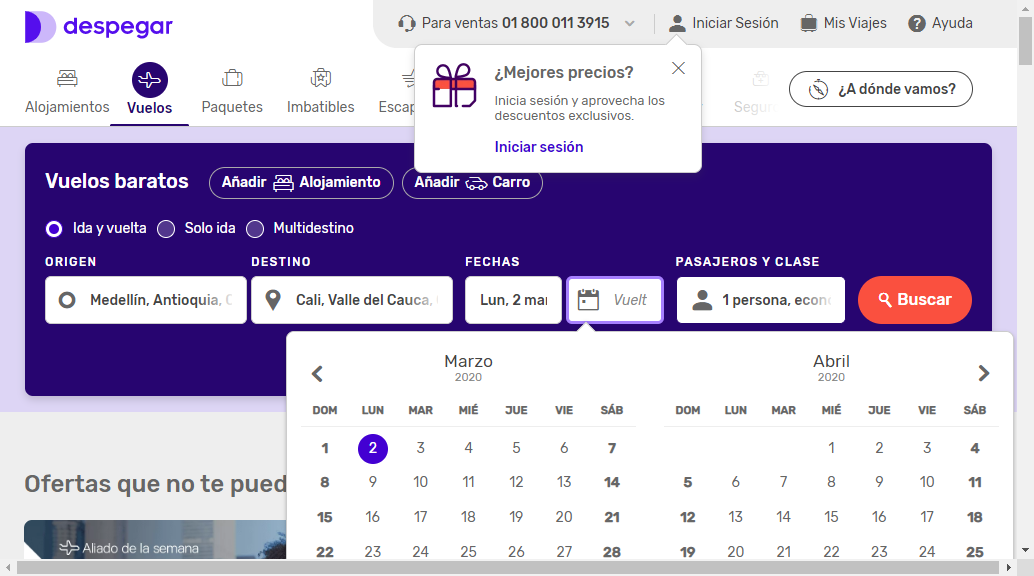 despegar
Para ventas 01 800 011 3915
Iniciar Sesión
Mis Viajes
Ayuda
Alojamientos
Vuelos
Paquetes
Imbatibles
¿A dónde vamos?
¿Mejores precios?
Inicia sesión y aprovecha los
descuentos exclusivos.
Iniciar sesión
Vuelos baratos
Añadir Alojamiento
Añadir Carro
Ida y vuelta
Solo ida
Multidestino
ORIGEN
DESTINO
FECHAS
PASAJEROS Y CLASE
Medellín, Antioquia,
Cali, Valle del Cauca,
Lun, 2 mar
Vuelt
1 persona, econ
Buscar
Marzo
2020
Abril
2020
DOM LUN MAR MIÉ JUE VIE SÁB
1 2 3 4 5 6 7
8 9 10 11 12 13 14
15 16 17 18 19 20 21
22 23 24 25 26 27 28
DOM LUN MAR MIÉ JUE VIE SÁB
1 2 3 4
5 6 7 8 9 10 11
12 13 14 15 16 17 18
19 20 21 22 23 24 25
Ofertas que no te pued
Aliado de la semana